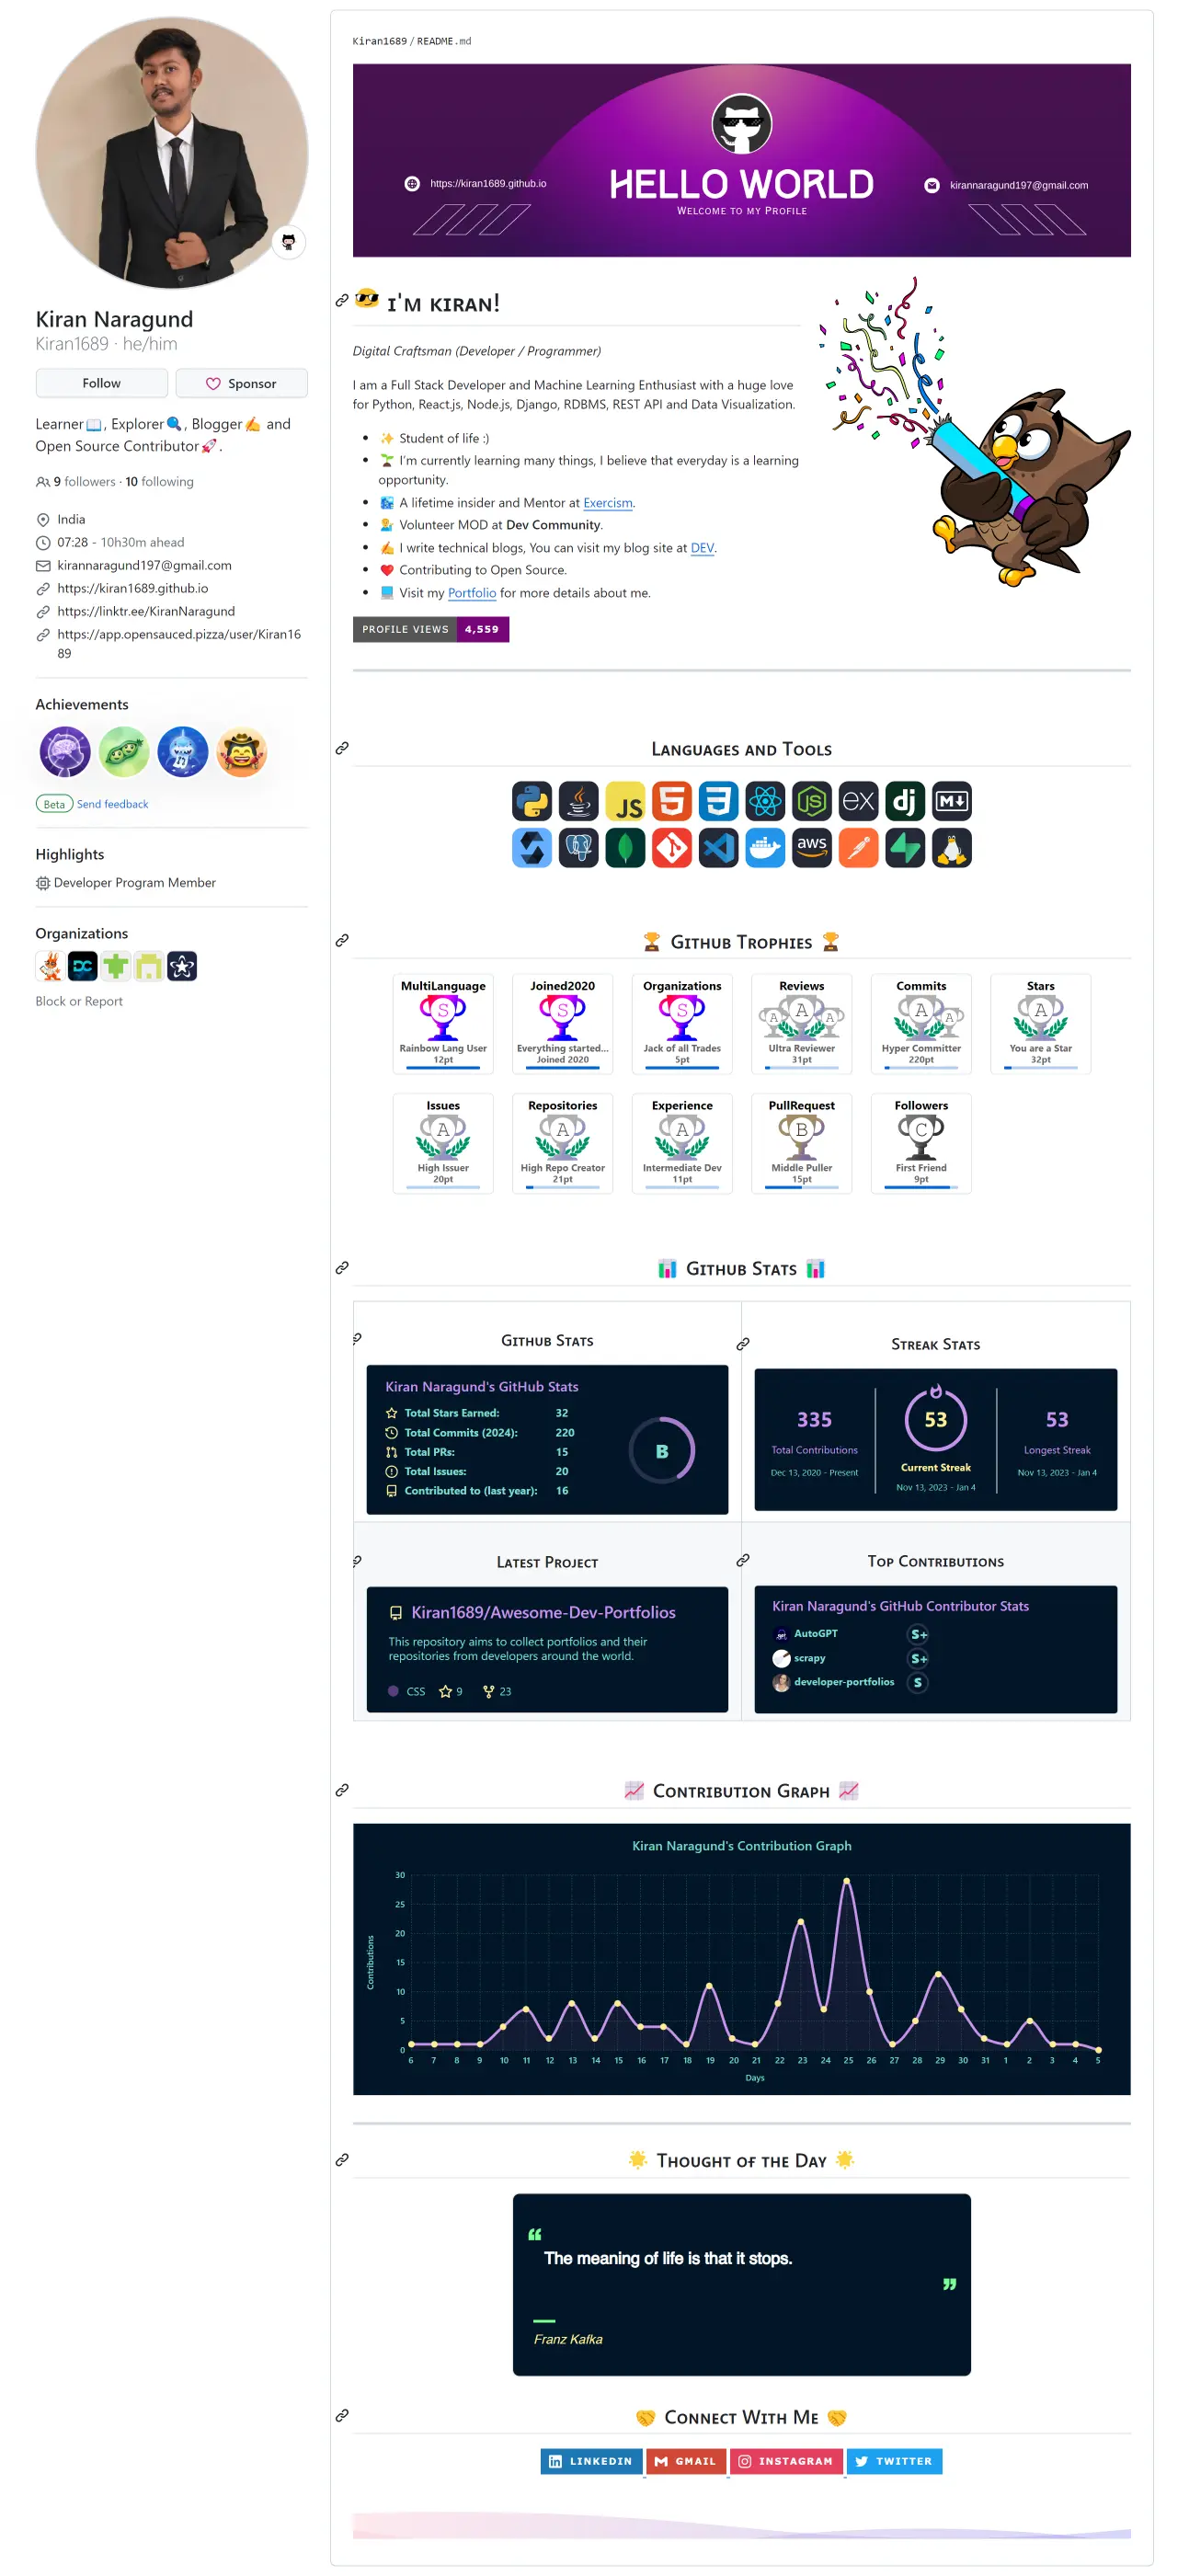 Kiran Naragund
Kiran1689 · he/him
Follow
Sponsor
Learner📖, Explorer🔍, Blogger✍ and
Open Source Contributor🚀.
9 followers · 10 following
India
07:28 - 10h30m ahead
kirannaragund197@gmail.com
https://kiran1689.github.io
https://linktr.ee/KiranNaragund
https://app.opensauced.pizza/user/Kiran16
89
Achievements
Beta Send feedback
Highlights
Developer Program Member
Organizations
DC
Block or Report
Kiran1689 / README.md
https://kiran1689.github.io
HELLO WORLD
Welcome to my Profile
kirannaragund197@gmail.com
😎 I'm Kiran!
Digital Craftsman (Developer / Programmer)
I am a Full Stack Developer and Machine Learning Enthusiast with a huge love
for Python, React.js, Node.js, Django, RDBMS, REST API and Data Visualization.
• ✨ Student of life :)
• 🌱 I'm currently learning many things, I believe that everyday is a learning
opportunity.
• A lifetime insider and Mentor at Exercism.
• Volunteer MOD at Dev Community.
• ✍ I write technical blogs, You can visit my blog site at DEV.
• ❤ Contributing to Open Source.
• Visit my Portfolio for more details about me.
PROFILE VIEWS 4,559
Languages and Tools
JS 5 3 JS ex dj M
aws
🏆 Github Trophies 🏆
MultiLanguage
S
Rainbow Lang User
12pt
Joined2020
S
Everything started...
Joined 2020
Organizations
S
Jack of all Trades
5pt
Reviews
A A A
Ultra Reviewer
31pt
Commits
A A A
Hyper Committer
220pt
Stars
A
You are a Star
32pt
Issues
A
High Issuer
20pt
Repositories
A
High Repo Creator
21pt
Experience
A
Intermediate Dev
11pt
PullRequest
B
Middle Puller
15pt
Followers
C
First Friend
9pt
📊 Github Stats 📊
Github Stats
Kiran Naragund's GitHub Stats
Total Stars Earned: 32
Total Commits (2024): 220
Total PRs: 15
Total Issues: 20
Contributed to (last year): 16
B
Streak Stats
335
Total Contributions
Dec 13, 2020 - Present
53
Current Streak
Nov 13, 2023 - Jan 4
53
Longest Streak
Nov 13, 2023 - Jan 4
Latest Project
Kiran1689/Awesome-Dev-Portfolios
This repository aims to collect portfolios and their
repositories from developers around the world.
CSS 9 23
Top Contributions
Kiran Naragund's GitHub Contributor Stats
AutoGPT S+
scrapy S+
developer-portfolios S
📈 Contribution Graph 📈
Kiran Naragund's Contribution Graph
30
25
20
15
10
5
0
Contributions
6 7 8 9 10 11 12 13 14 15 16 17 18 19 20 21 22 23 24 25 26 27 28 29 30 31 1 2 3 4 5
Days
🌟 Thought of the Day 🌟
“
The meaning of life is that it stops.
”
Franz Kafka
🤝 Connect With Me 🤝
LINKEDIN GMAIL INSTAGRAM TWITTER